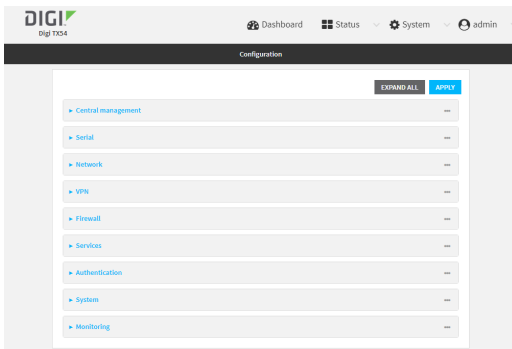 DIGI
Digi TX54
Dashboard Status System admin
Configuration
EXPAND ALL APPLY
Central management
Serial
Network
VPN
Firewall
Services
Authentication
System
Monitoring